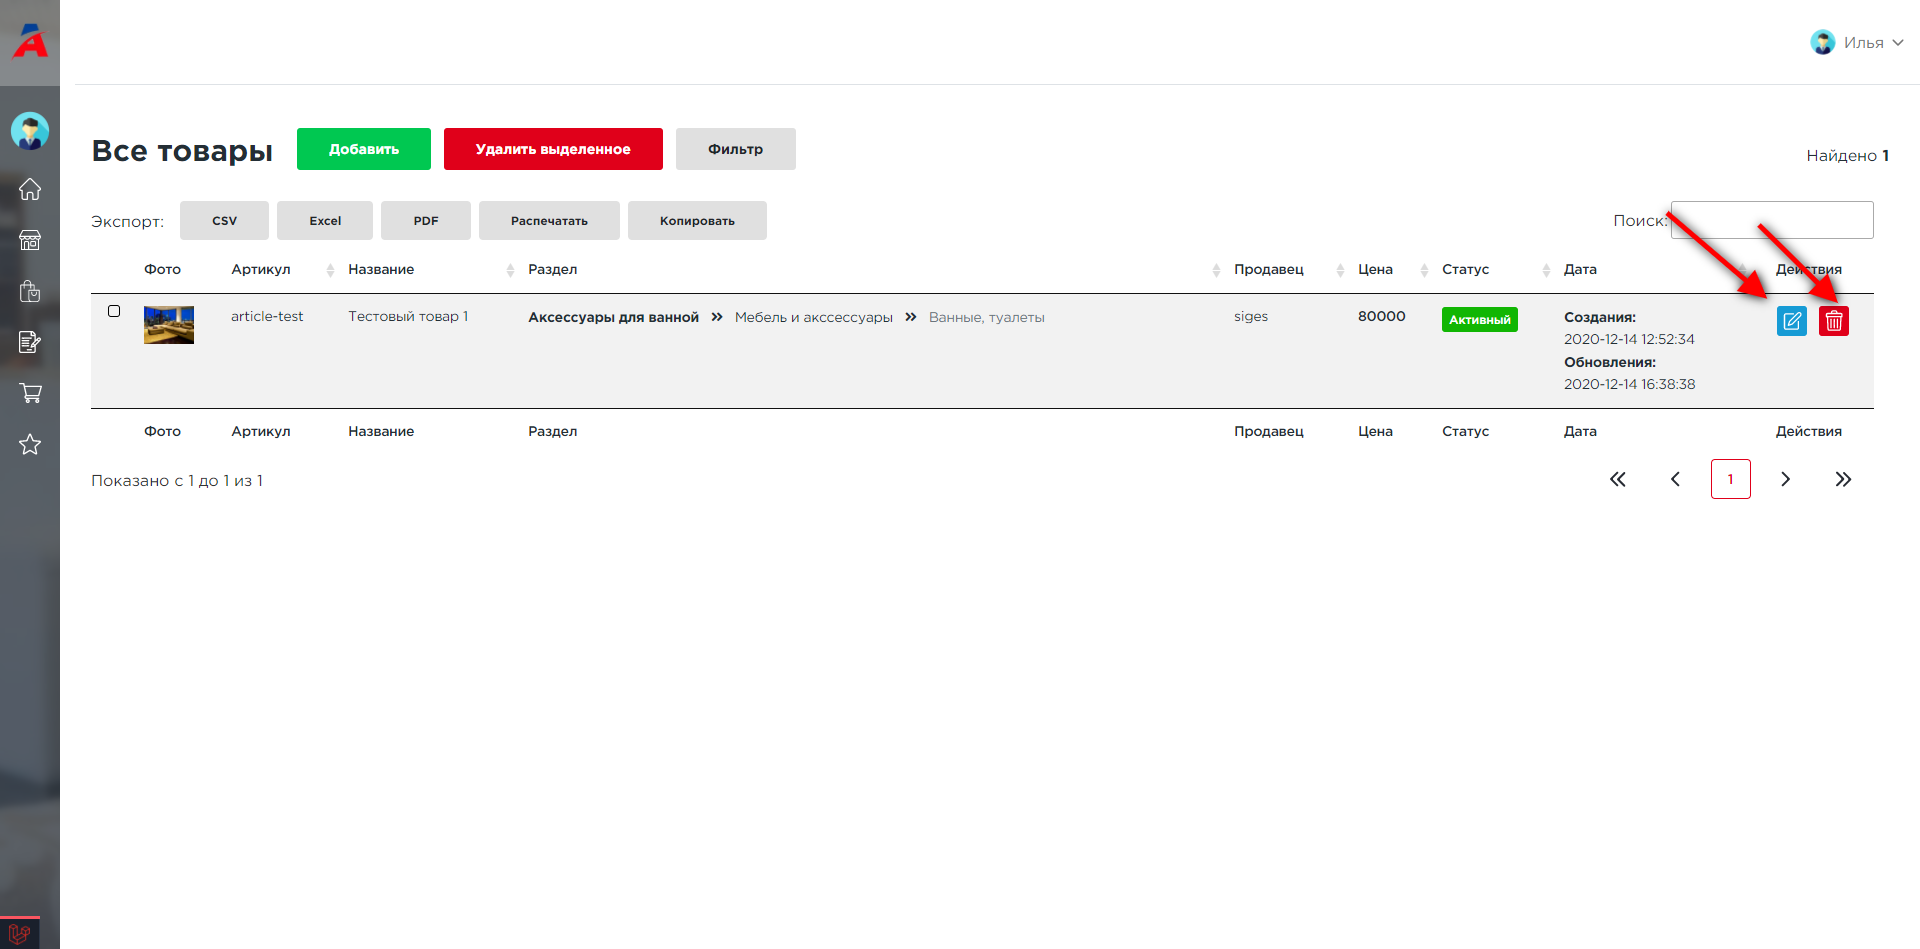 Илья
Все товары
Добавить
Удалить выделенное
Фильтр
Найдено 1
Экспорт:
CSV
Excel
PDF
Распечатать
Копировать
Поиск:
Фото Артикул Название Раздел Продавец Цена Статус Дата Действия
article-test Тестовый товар 1 Аксессуары для ванной » Мебель и акссессуары » Ванные, туалеты siges 80000 Активный Создания:
2020-12-14 12:52:34
Обновления:
2020-12-14 16:38:38
Фото Артикул Название Раздел Продавец Цена Статус Дата Действия
Показано с 1 до 1 из 1
1